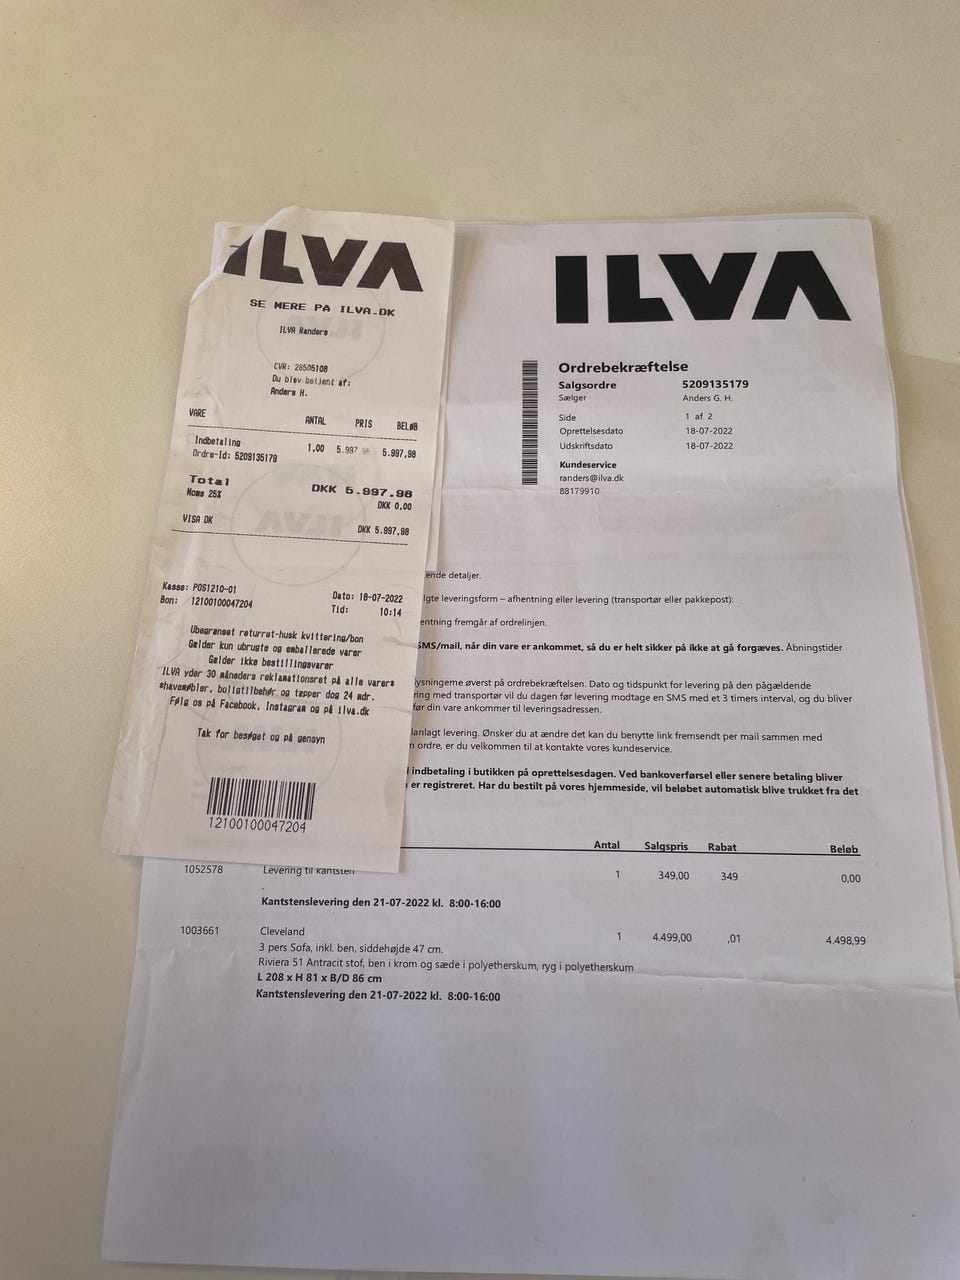 ILVA
SE MERE PÅ ILVA.DK
ILVA Randers
CVR: 28505108
Du blev betjent af:
Anders H.
VARE ANTAL PRIS BELØB
Indbetaling 1,00 5.997,98 5.997,98
Ordre-Id: 5209135179
Total DKK 5.997,98
Moms 25% DKK 0,00
VISA DK DKK 5.997,98
Kasse: POS1210-01 Dato: 18-07-2022
Bon: 12100100047204 Tid: 10:14
Ubegrænset returret-husk kvittering/bon
Gælder kun ubrugte og emballerede varer
Gælder ikke bestillingsvarer
ILVA yder 30 måneders reklamationsret på alle varer*
*havemøbler, boligtilbehør og tæpper dog 24 mdr.
Følg os på Facebook, Instagram og på ilva.dk
Tak for besøget og på gensyn
12100100047204
ILVA
Ordrebekræftelse
Salgsordre 5209135179
Sælger Anders G. H.
Side 1 af 2
Oprettelsesdato 18-07-2022
Udskriftsdato 18-07-2022
Kundeservice
randers@ilva.dk
88179910
ende detaljer.
lgte leveringsform – afhentning eller levering (transportør eller pakkepost):
entning fremgår af ordrelinjen.
SMS/mail, når din vare er ankommet, så du er helt sikker på ikke at gå forgæves. Åbningstider
lysningerne øverst på ordrebekræftelsen. Dato og tidspunkt for levering på den pågældende
ring med transportør vil du dagen før levering modtage en SMS med et 3 timers interval, og du bliver
før din vare ankommer til leveringsadressen.
lanlagt levering. Ønsker du at ændre det kan du benytte link fremsendt per mail sammen med
n ordre, er du velkommen til at kontakte vores kundeservice.
l indbetaling i butikken på oprettelsesdagen. Ved bankoverførsel eller senere betaling bliver
er registreret. Har du bestilt på vores hjemmeside, vil beløbet automatisk blive trukket fra det
Antal Salgspris Rabat Beløb
1052578 Levering til kantsten 1 349,00 349 0,00
.
Kantstenslevering den 21-07-2022 kl. 8:00-16:00
1003661 Cleveland 1 4.499,00 ,01 4.498,99
3 pers Sofa, inkl. ben, siddehøjde 47 cm.
Riviera 51 Antracit stof, ben i krom og sæde i polyetherskum, ryg i polyetherskum
L 208 x H 81 x B/D 86 cm
Kantstenslevering den 21-07-2022 kl. 8:00-16:00